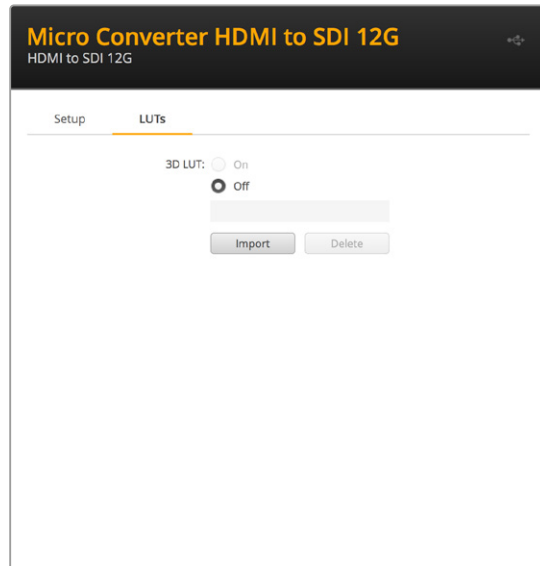 Micro Converter HDMI to SDI 12G
HDMI to SDI 12G
Setup LUTs
3D LUT: On
Off
Import Delete